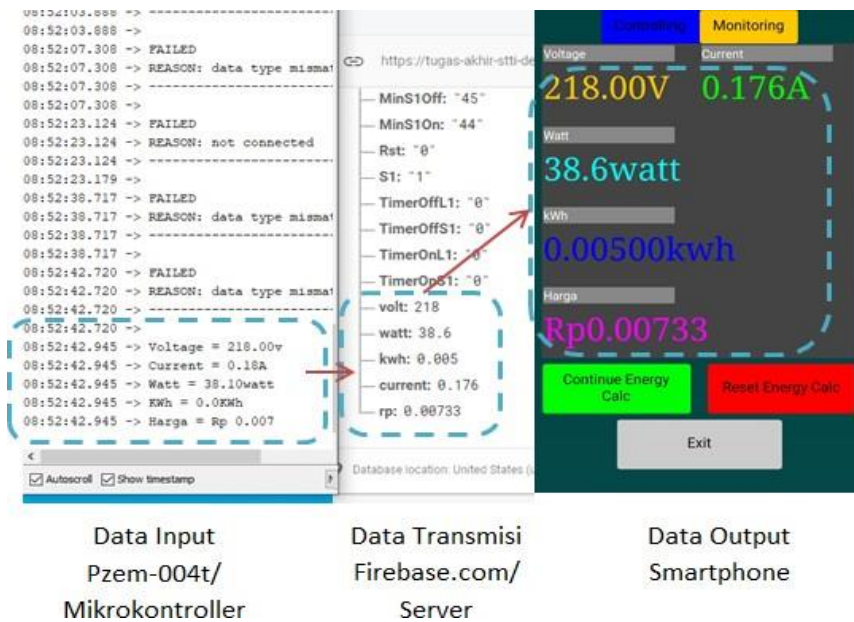 08:52:03.888 ->
08:52:03.888 ->
08:52:07.308 -> FAILED
08:52:07.308 -> REASON: data type mismat
08:52:07.308 -> --------------------
08:52:07.308 ->
08:52:23.124 -> FAILED
08:52:23.124 -> REASON: not connected
08:52:23.124 -> --------------------
08:52:23.179 ->
08:52:38.717 -> FAILED
08:52:38.717 -> REASON: data type mismat
08:52:38.717 -> --------------------
08:52:38.717 ->
08:52:42.720 -> FAILED
08:52:42.720 -> REASON: data type mismat
08:52:42.720 -> --------------------
08:52:42.720 ->
08:52:42.945 -> Voltage = 218.00v
08:52:42.945 -> Current = 0.18A
08:52:42.945 -> Watt = 38.10watt
08:52:42.945 -> KWh = 0.0KWh
08:52:42.945 -> Harga = Rp 0.007
Autoscroll Show timestamp
https://tugas-akhir-stti-de
MinS1Off: "45"
MinS1On: "44"
Rst: "0"
S1: "1"
TimerOffL1: "0"
TimerOffS1: "0"
TimerOnL1: "0"
TimerOnS1: "0"
volt: 218
watt: 38.6
kwh: 0.005
current: 0.176
rp: 0.00733
Database location: United States (u
Controlling Monitoring
Voltage Current
218.00V 0.176A
Watt
38.6watt
kWh
0.00500kwh
Harga
Rp0.00733
Continue Energy
Calc
Reset Energy Calc
Exit
Data Input
Pzem-004t/
Mikrokontroller
Data Transmisi
Firebase.com/
Server
Data Output
Smartphone